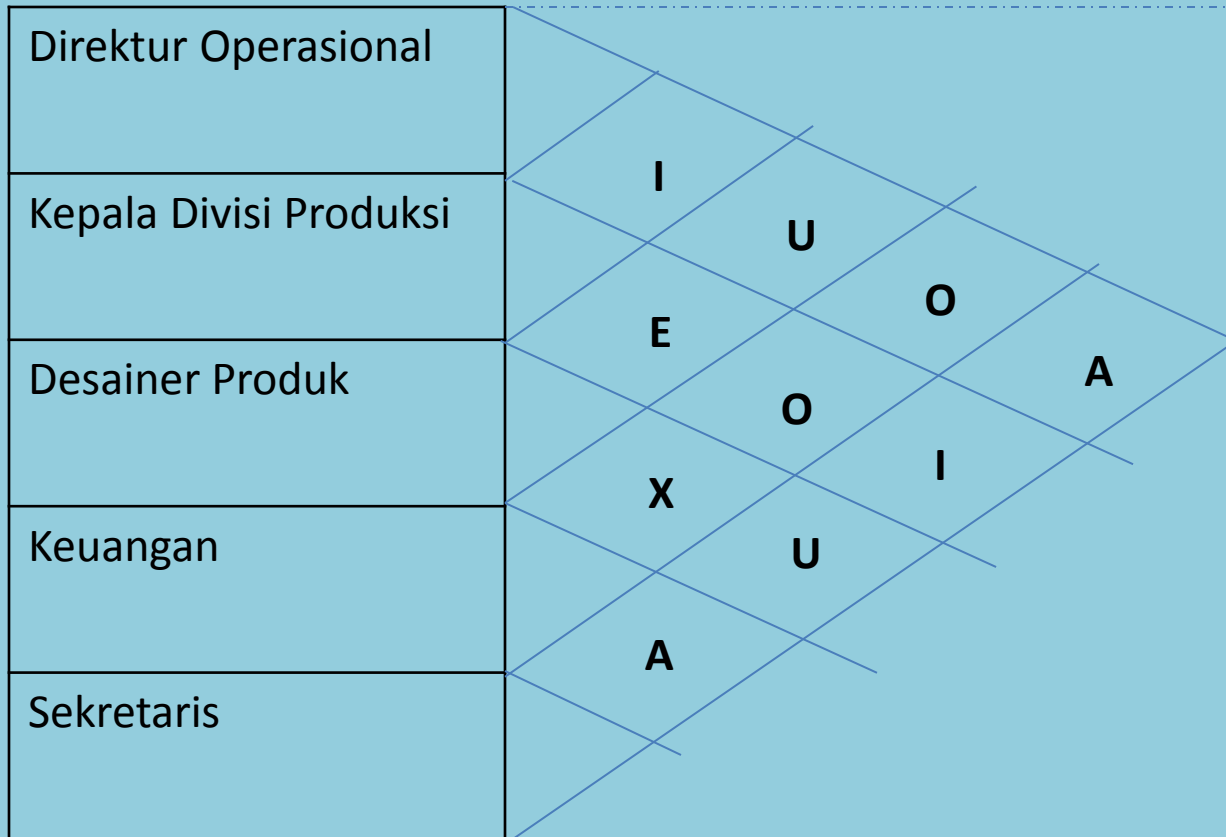 Direktur Operasional
I
Kepala Divisi Produksi
U
O
E
Desainer Produk
A
O
I
X
Keuangan
U
A
Sekretaris